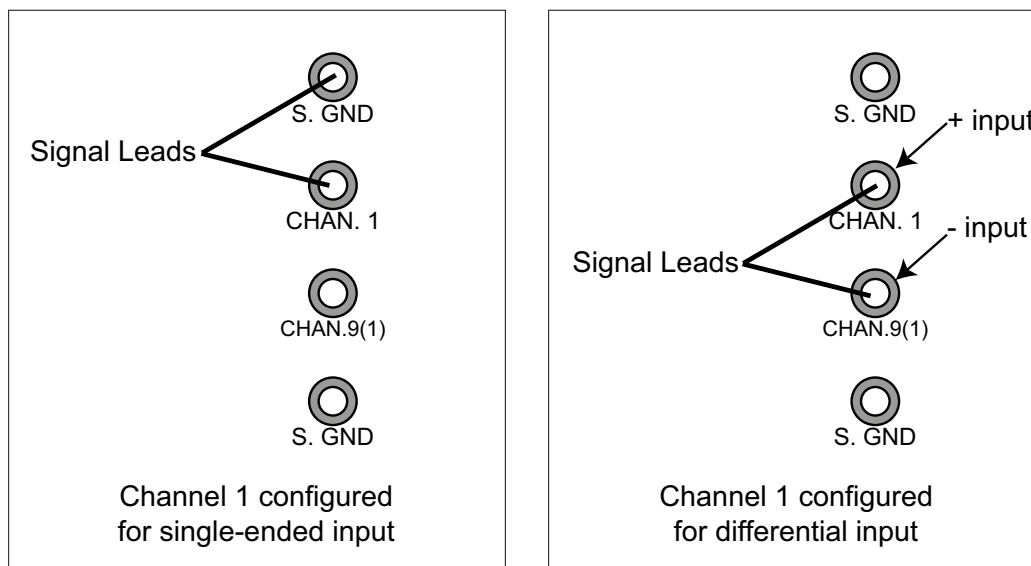 S. GND
Signal Leads
CHAN. 1
CHAN.9(1)
S. GND
Channel 1 configured
for single-ended input
S. GND
+ input
CHAN. 1
- input
Signal Leads
CHAN.9(1)
S. GND
Channel 1 configured
for differential input